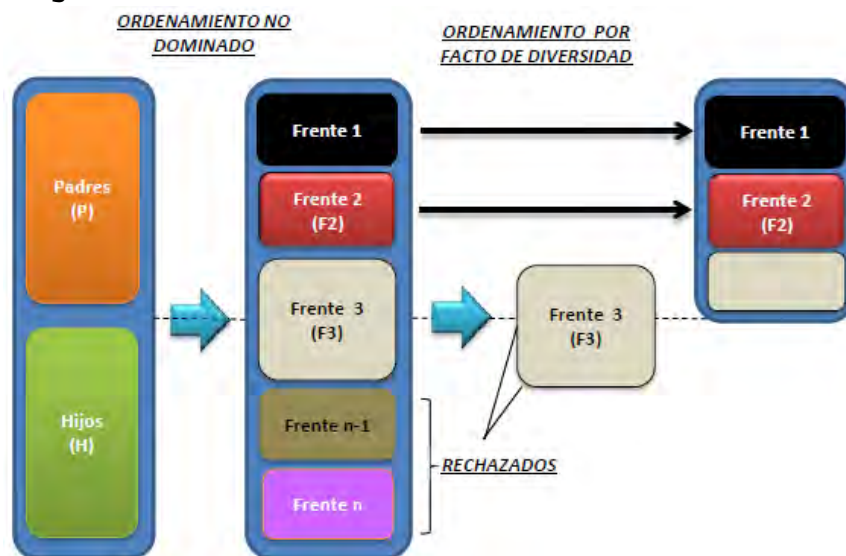 ORDENAMIENTO NO
DOMINADO
ORDENAMIENTO POR
FACTO DE DIVERSIDAD
Padres
(P)
Hijos
(H)
Frente 1
Frente 2
(F2)
Frente 3
(F3)
Frente n-1
Frente n
Frente 3
(F3)
RECHAZADOS
Frente 1
Frente 2
(F2)